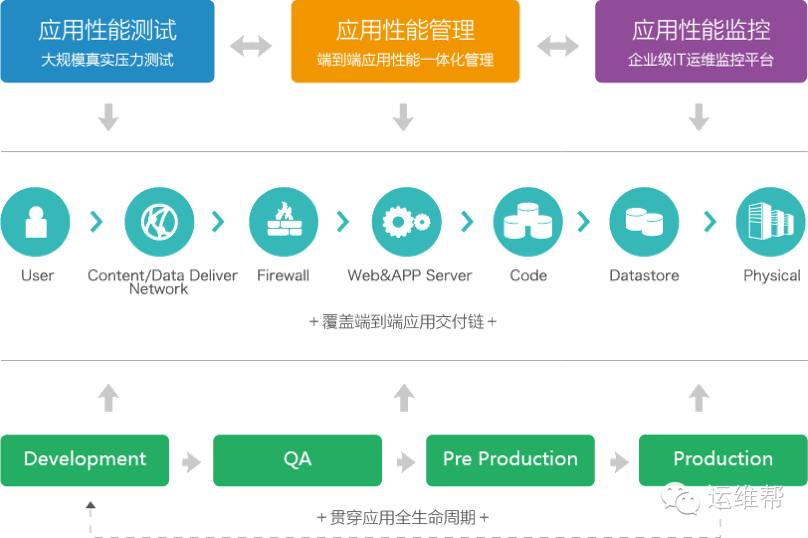 应用性能测试
大规模真实压力测试
应用性能管理
端到端应用性能一体化管理
应用性能监控
企业级IT运维监控平台
User
Content/Data Deliver
Network
Firewall
Web&APP Server
Code
Datastore
Physical
+覆盖端到端应用交付链+
Development
QA
Pre Production
Production
+贯穿应用全生命周期+
运维帮